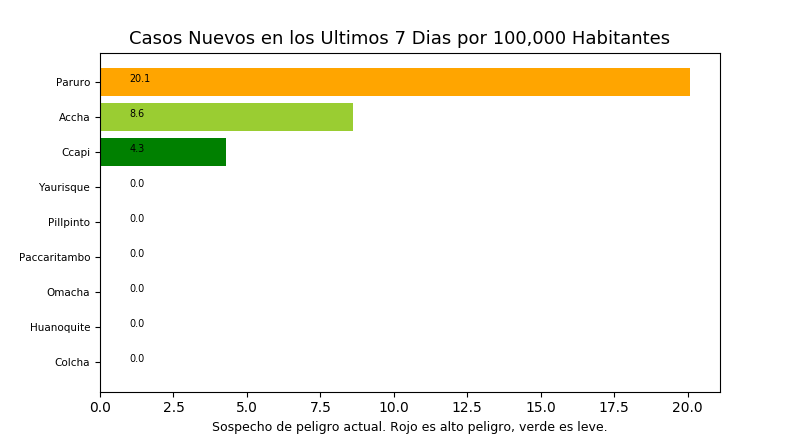 Casos Nuevos en los Ultimos 7 Dias por 100,000 Habitantes
Paruro 20.1
Accha 8.6
Ccapi 4.3
Yaurisque 0.0
Pillpinto 0.0
Paccaritambo 0.0
Omacha 0.0
Huanoquite 0.0
Colcha 0.0
0.0 2.5 5.0 7.5 10.0 12.5 15.0 17.5 20.0
Sospecho de peligro actual. Rojo es alto peligro, verde es leve.